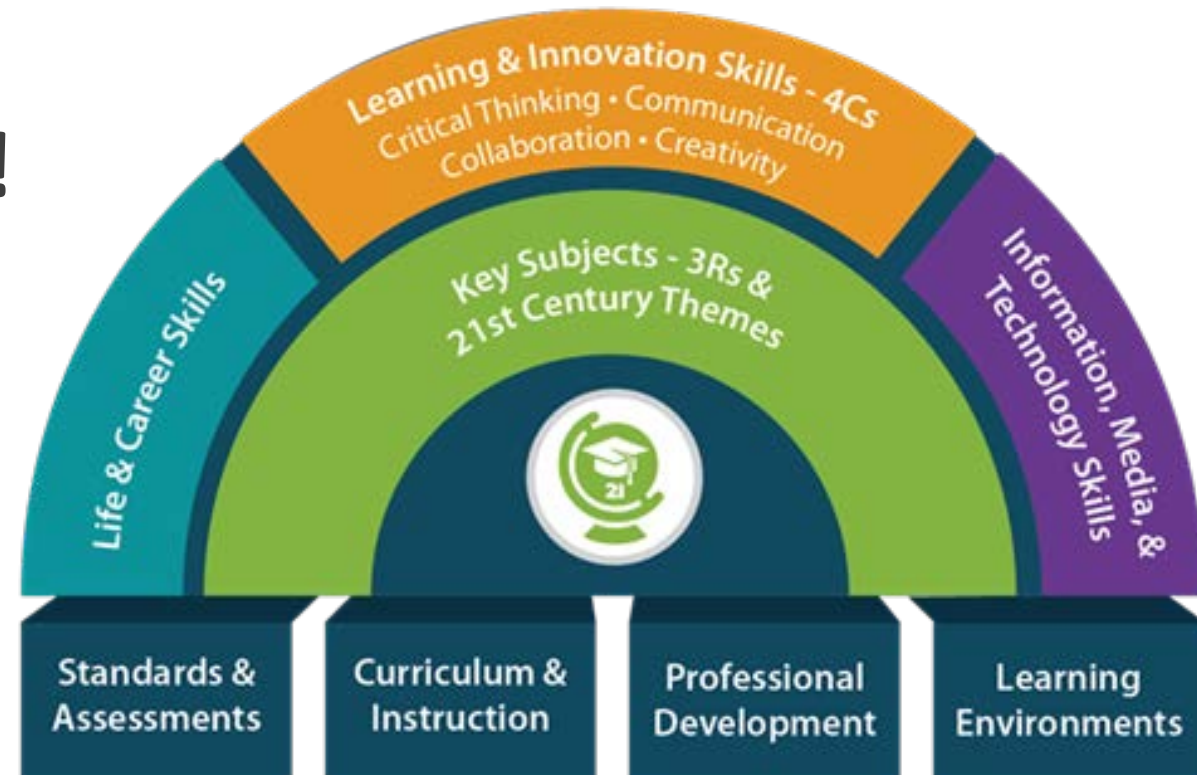 !
Learning & Innovation Skills - 4Cs
Critical Thinking • Communication
Collaboration • Creativity
Life & Career Skills
Key Subjects - 3Rs &
21st Century Themes
Information, Media, &
Technology Skills
21
Standards &
Assessments
Curriculum &
Instruction
Professional
Development
Learning
Environments